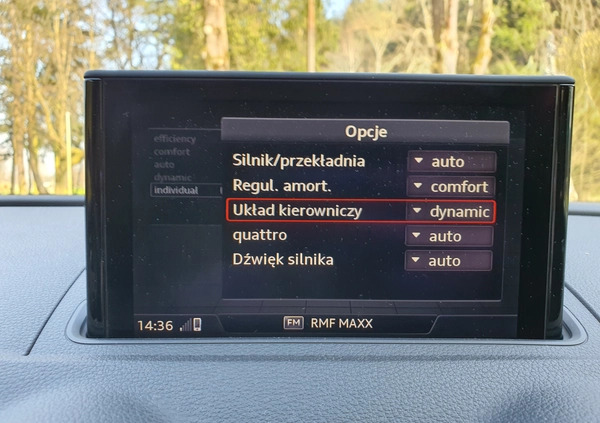 Opcje
efficiency
comfort
auto
dynamic
individual
Silnik/przekładnia auto
Regul. amort. comfort
Układ kierowniczy dynamic
quattro auto
Dźwięk silnika auto
14:36 FM RMF MAXX